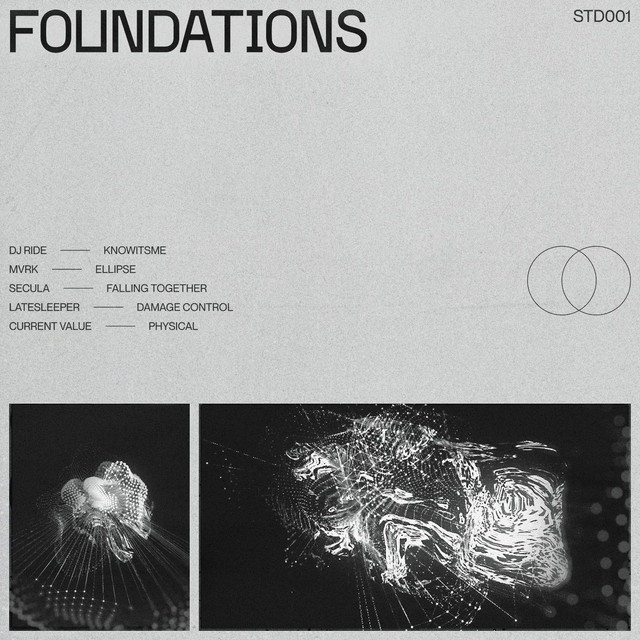 FOUNDATIONS
STD001
DJ RIDE —— KNOWITSME
MVRK —— ELLIPSE
SECULA —— FALLING TOGETHER
LATESLEEPER —— DAMAGE CONTROL
CURRENT VALUE —— PHYSICAL